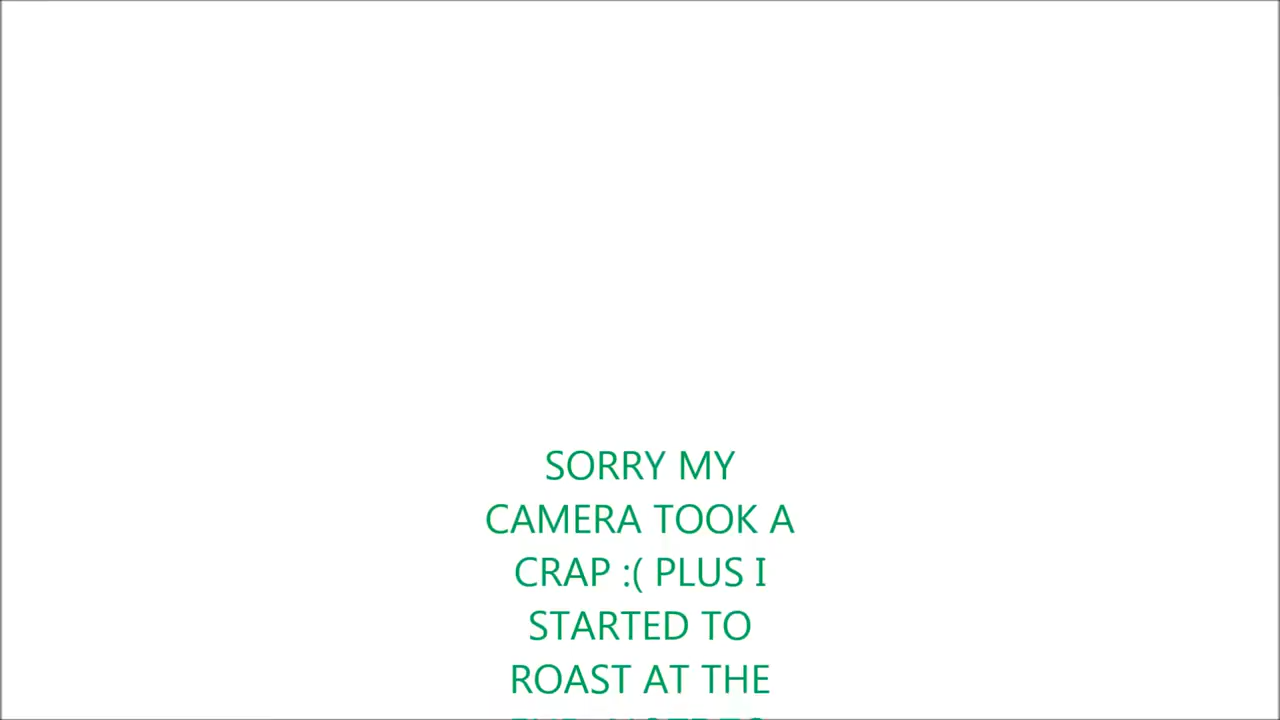 SORRY MY
CAMERA TOOK A
CRAP :( PLUS I
STARTED TO
ROAST AT THE